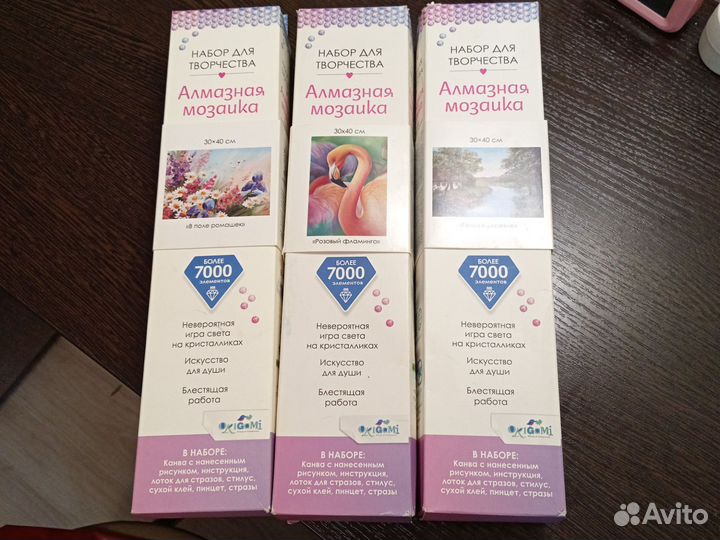 НАБОР ДЛЯ
ТВОРЧЕСТВА
Алмазная
мозаика
30×40 см
«В поле ромашек»
БОЛЕЕ
7000
элементов
Невероятная
игра света
на кристалликах
Искусство
для души
Блестящая
работа
ORIGAMI
В НАБОРЕ:
Канва с нанесенным
рисунком, инструкция,
лоток для стразов, стилус,
сухой клей, пинцет, стразы
НАБОР ДЛЯ
ТВОРЧЕСТВА
Алмазная
мозаика
30×40 см
«Розовый фламинго»
БОЛЕЕ
7000
элементов
Невероятная
игра света
на кристалликах
Искусство
для души
Блестящая
работа
ORIGAMI
В НАБОРЕ:
Канва с нанесенным
рисунком, инструкция,
лоток для стразов, стилус,
сухой клей, пинцет, стразы
НАБОР ДЛЯ
ТВОРЧЕСТВА
Алмазная
мозаика
30×40 см
БОЛЕЕ
7000
элементов
Невероятная
игра света
на кристалликах
Искусство
для души
Блестящая
работа
ORIGAMI
В НАБОРЕ:
Канва с нанесенным
рисунком, инструкция,
лоток для стразов, стилус,
сухой клей, пинцет, стразы
Avito